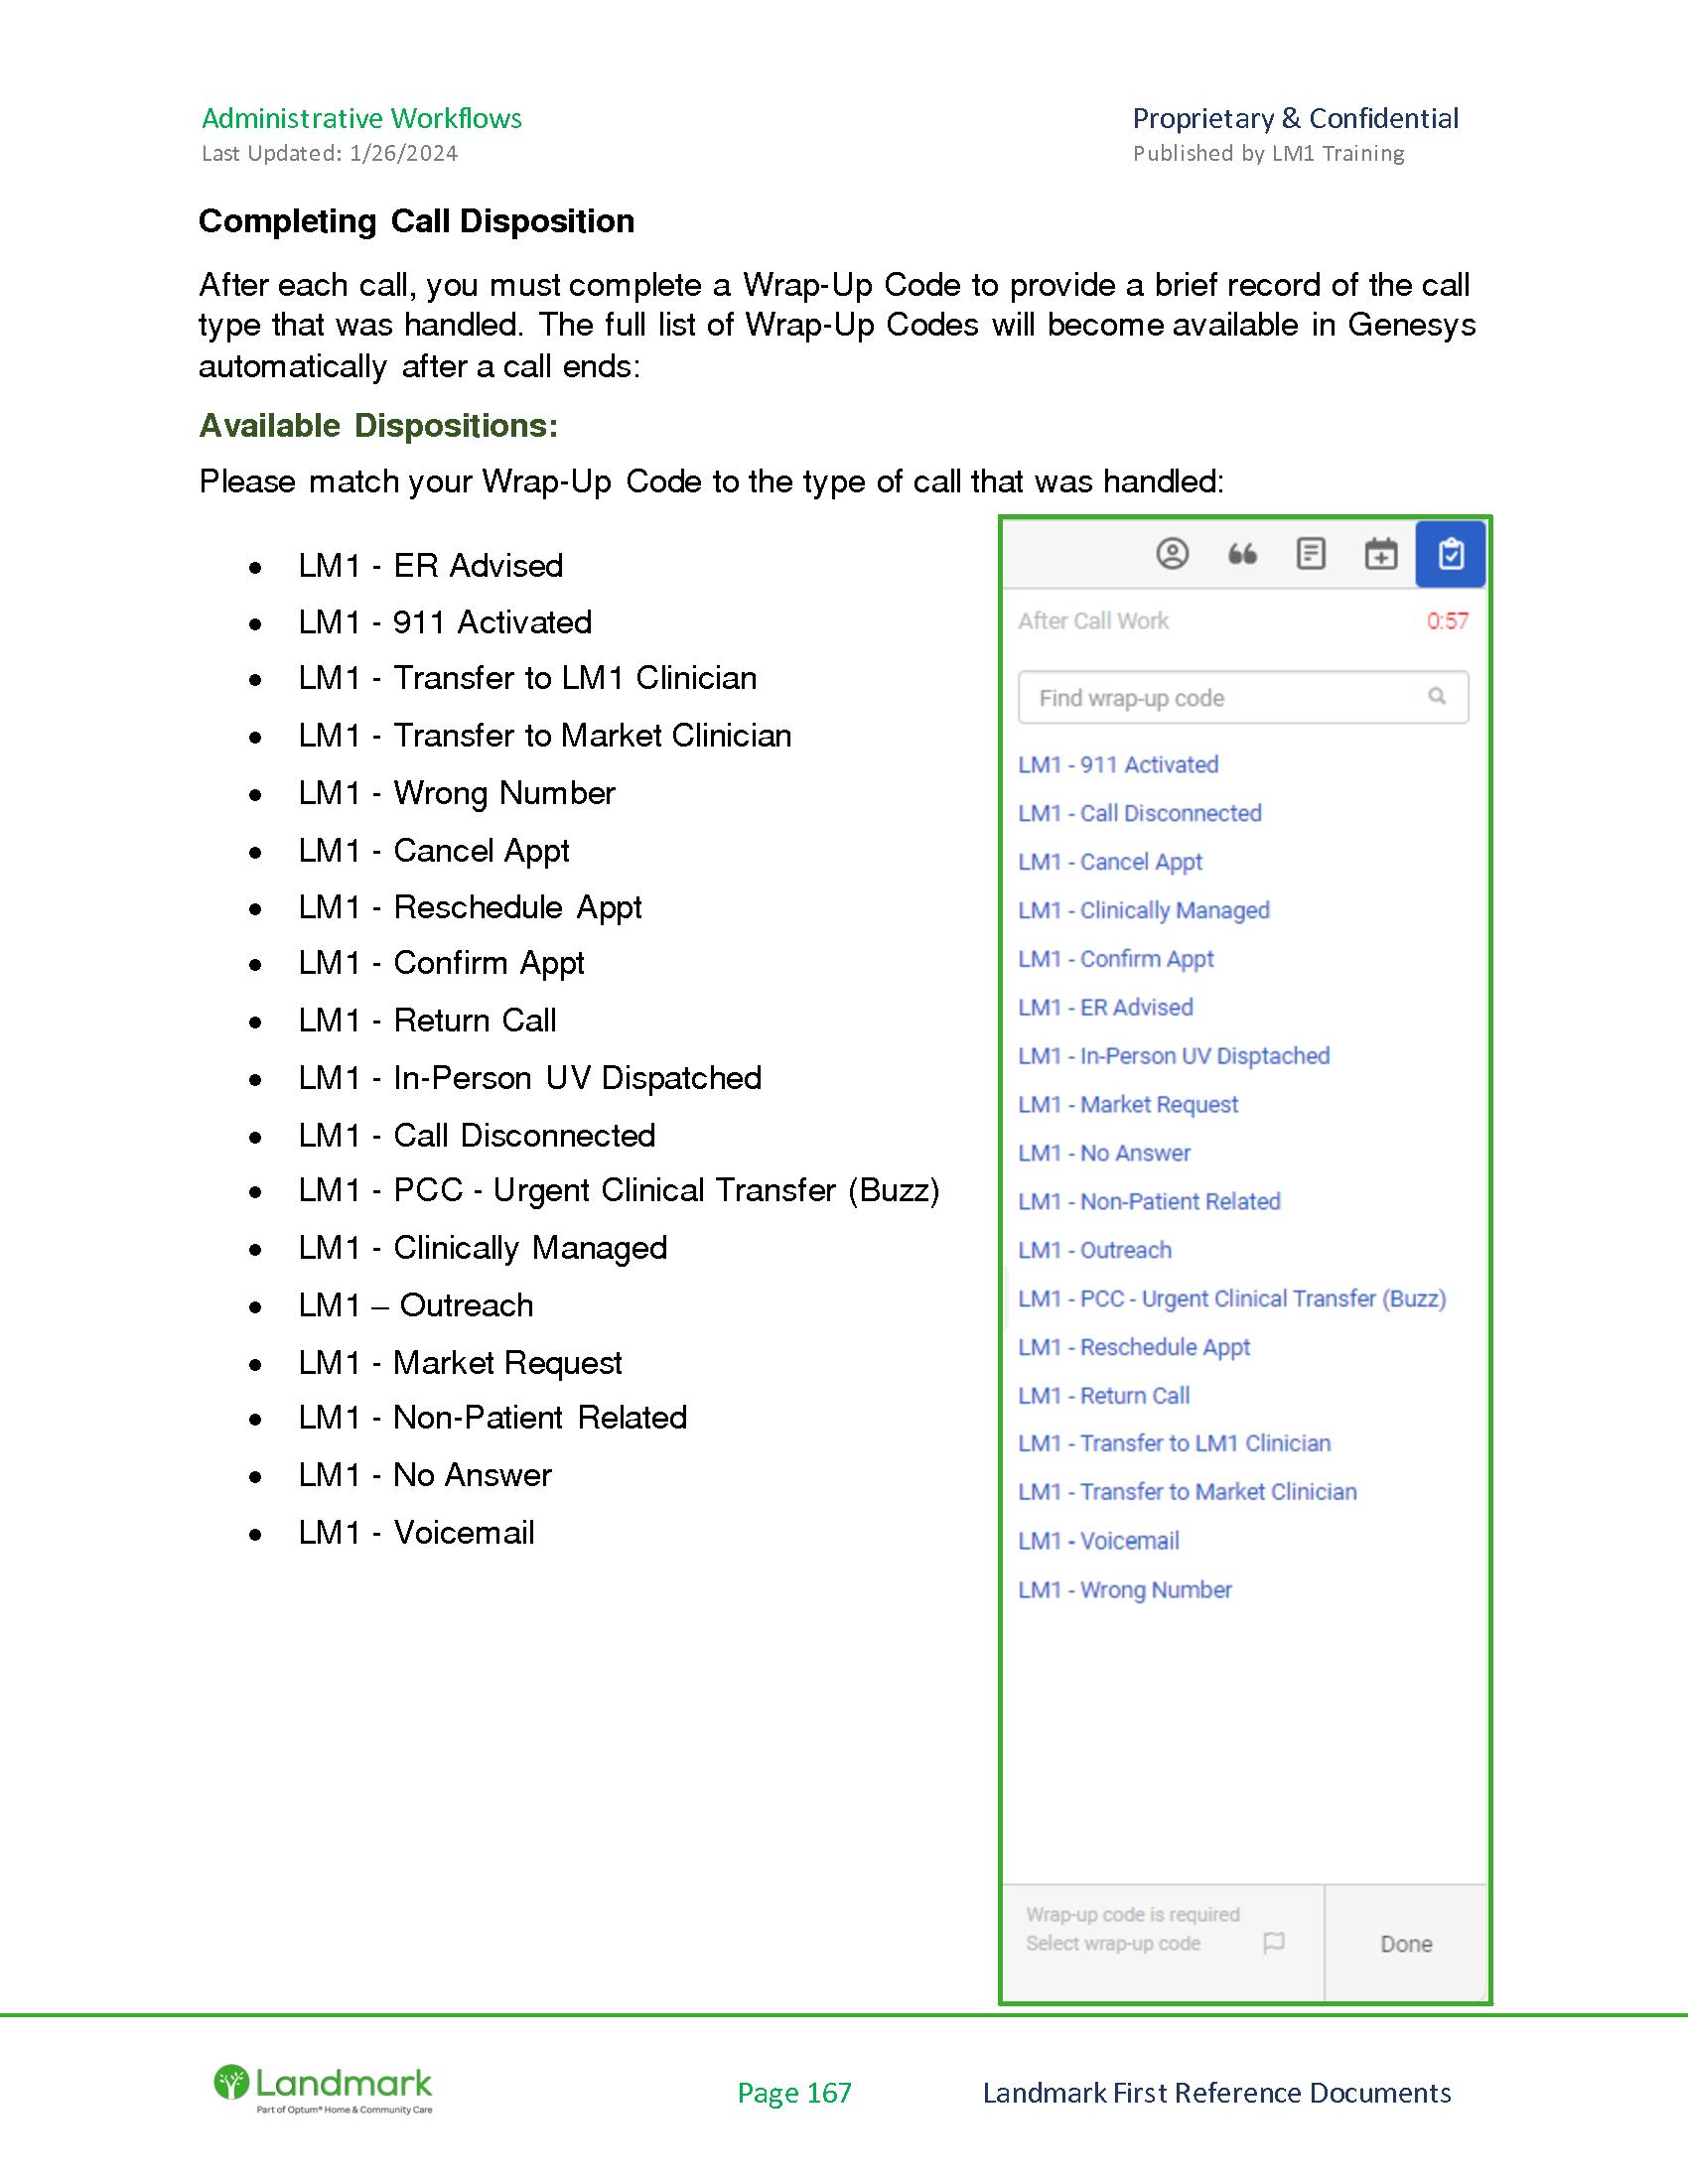 Administrative Workflows
Proprietary & Confidential
Last Updated: 1/26/2024
Published by LM1 Training
Completing Call Disposition
After each call, you must complete a Wrap-Up Code to provide a brief record of the call
type that was handled. The full list of Wrap-Up Codes will become available in Genesys
automatically after a call ends:
Available Dispositions:
Please match your Wrap-Up Code to the type of call that was handled:
• LM1 - ER Advised
• LM1 - 911 Activated
• LM1 - Transfer to LM1 Clinician
• LM1 - Transfer to Market Clinician
• LM1 - Wrong Number
• LM1 - Cancel Appt
• LM1 - Reschedule Appt
• LM1 - Confirm Appt
• LM1 - Return Call
• LM1 - In-Person UV Dispatched
• LM1 - Call Disconnected
• LM1 - PCC - Urgent Clinical Transfer (Buzz)
• LM1 - Clinically Managed
• LM1 – Outreach
• LM1 - Market Request
• LM1 - Non-Patient Related
• LM1 - No Answer
• LM1 - Voicemail
After Call Work 0:57
Find wrap-up code
LM1 - 911 Activated
LM1 - Call Disconnected
LM1 - Cancel Appt
LM1 - Clinically Managed
LM1 - Confirm Appt
LM1 - ER Advised
LM1 - In-Person UV Disptached
LM1 - Market Request
LM1 - No Answer
LM1 - Non-Patient Related
LM1 - Outreach
LM1 - PCC - Urgent Clinical Transfer (Buzz)
LM1 - Reschedule Appt
LM1 - Return Call
LM1 - Transfer to LM1 Clinician
LM1 - Transfer to Market Clinician
LM1 - Voicemail
LM1 - Wrong Number
Wrap-up code is required
Select wrap-up code
Done
Landmark
Part of Optum® Home & Community Care
Page 167
Landmark First Reference Documents